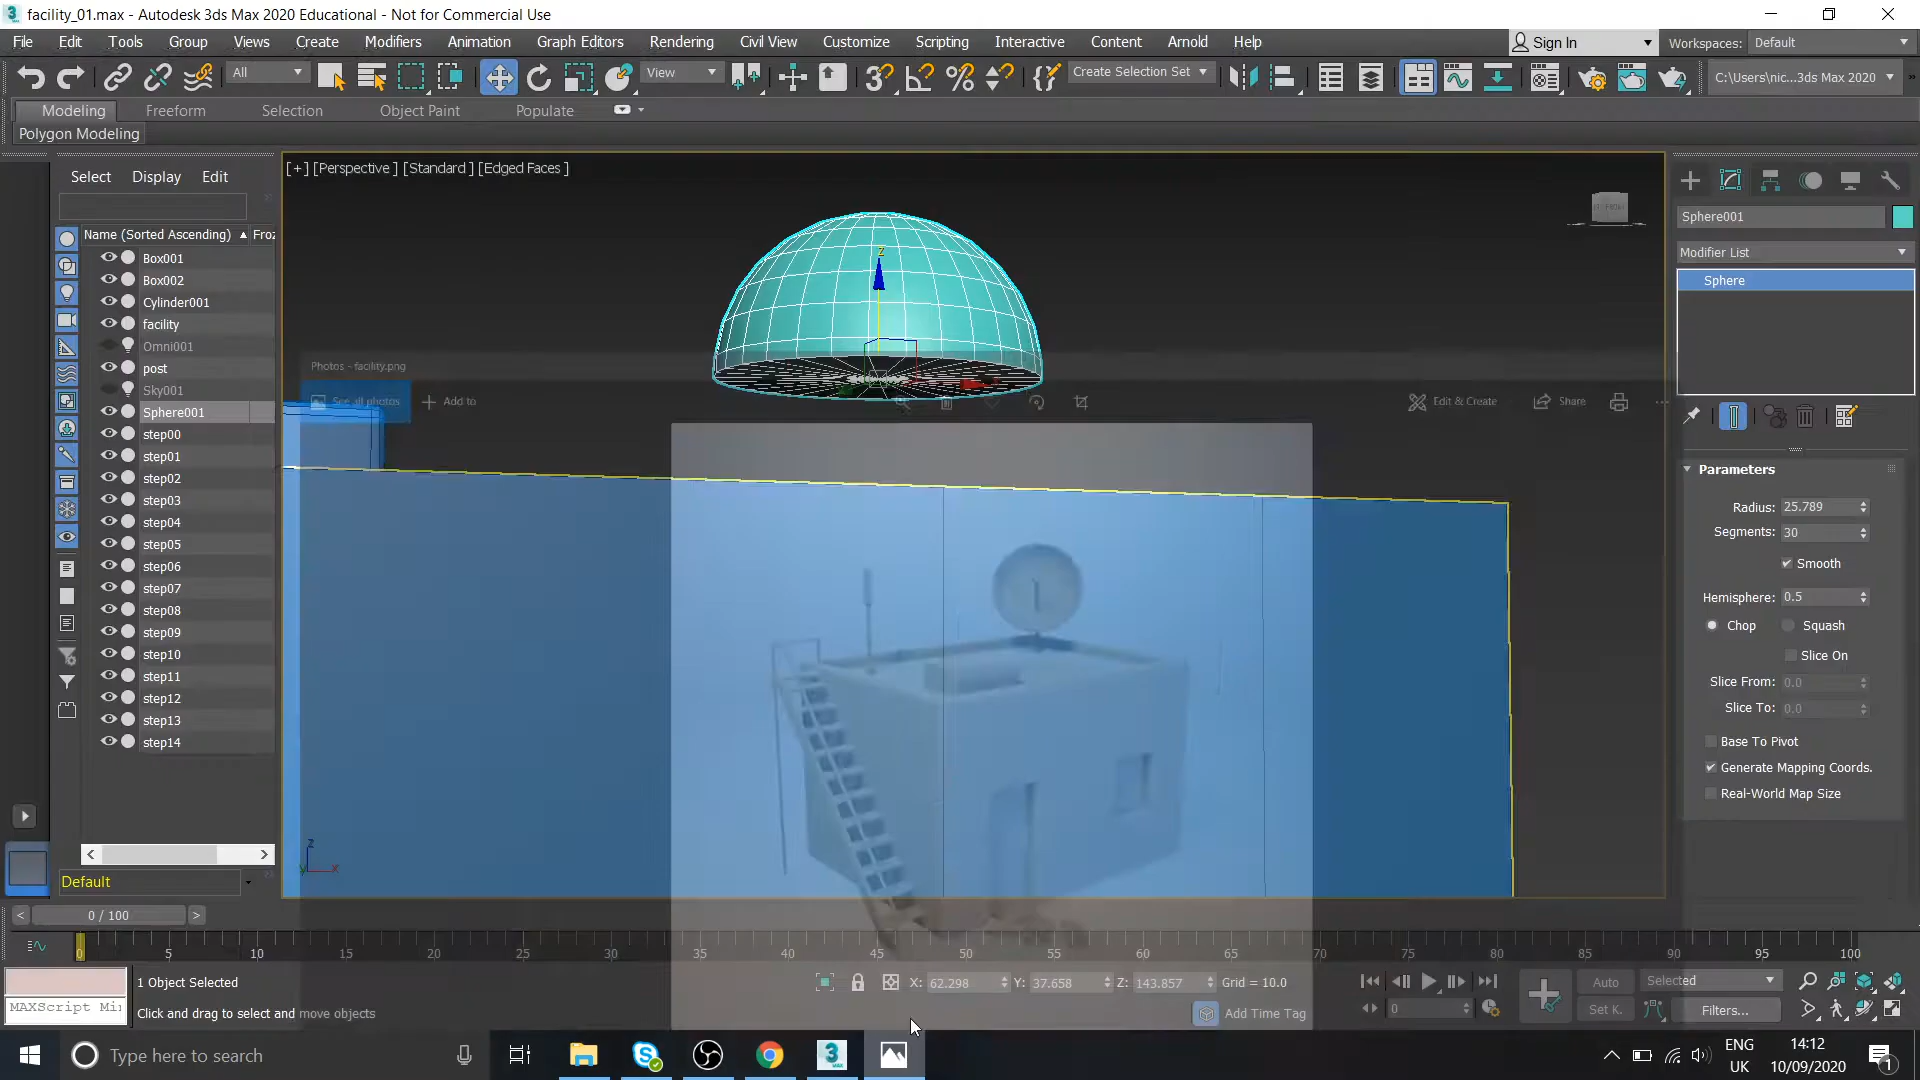 facility_01.max - Autodesk 3ds Max 2020 Educational - Not for Commercial Use
File Edit Tools Group Views Create Modifiers Animation Graph Editors Rendering Civil View Customize Scripting Interactive Content Arnold Help Sign In Workspaces: Default
All View Create Selection Set C:\Users\nic...3ds Max 2020
Modeling Freeform Selection Object Paint Populate
Polygon Modeling
Select Display Edit
[+] [Perspective ] [Standard ] [Edged Faces ]
Name (Sorted Ascending) Froz
Box001
Box002
Cylinder001
facility
Omni001
post
Sky001
Sphere001
step00
step01
step02
step03
step04
step05
step06
step07
step08
step09
step10
step11
step12
step13
step14
Default
z
Photos - facility.png
See all photos Add to Edit & Create Share
z
x
y
Sphere001
Modifier List
Sphere
Parameters
Radius: 25.789
Segments: 30
Smooth
Hemisphere: 0.5
Chop Squash
Slice On
Slice From: 0.0
Slice To: 0.0
Base To Pivot
Generate Mapping Coords.
Real-World Map Size
0 / 100
0 5 10 15 20 25 30 35 40 45 50 55 60 65 70 75 80 85 90 95 100
1 Object Selected X: 62.298 Y: 37.658 Z: 143.857 Grid = 10.0 Auto Selected
MAXScript Mi
Click and drag to select and move objects Add Time Tag 0 Set K. Filters...
Type here to search
ENG
UK
14:12
10/09/2020
1